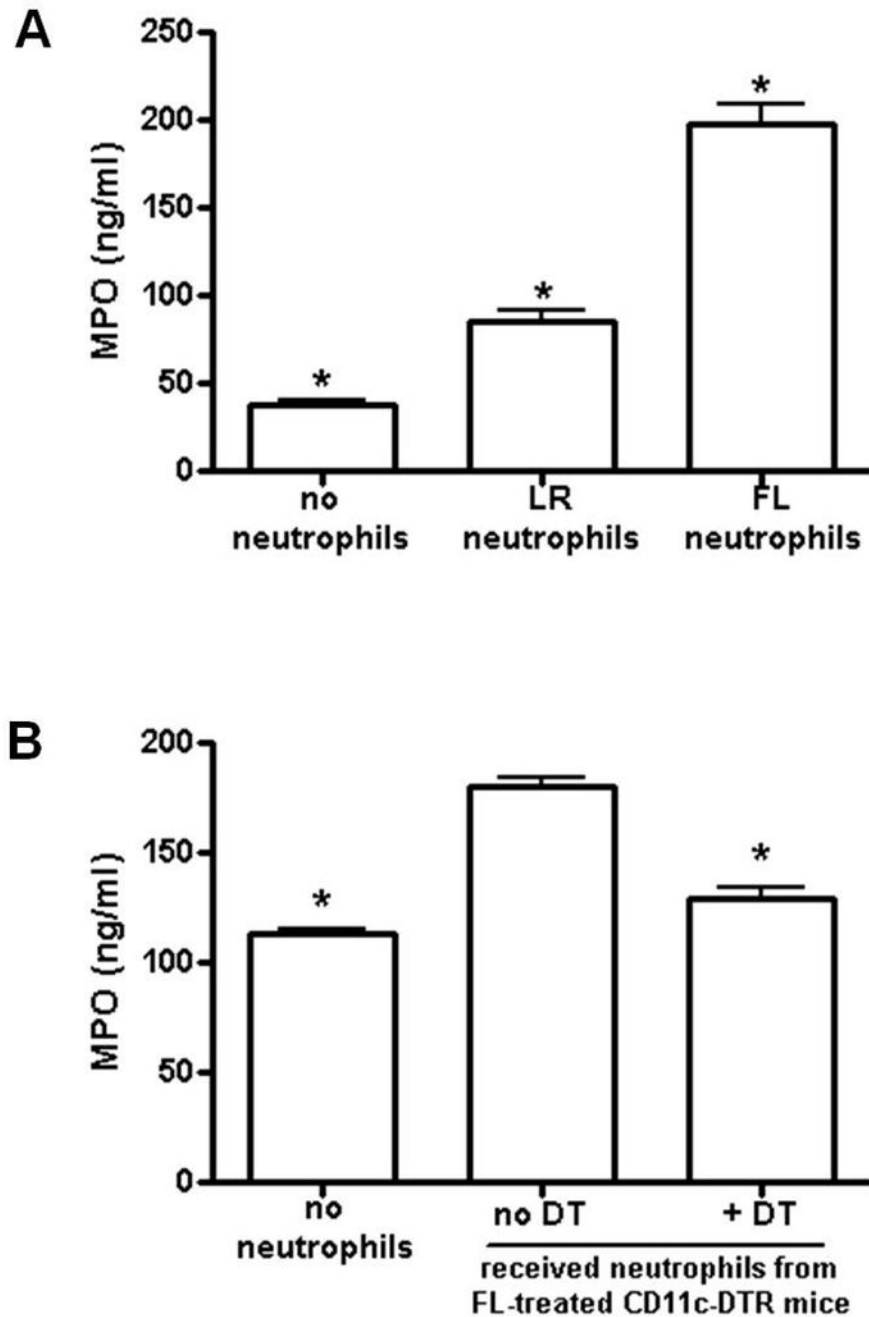 A
250
200
150
100
50
0
MPO (ng/ml)
*
*
*
no neutrophils
LR neutrophils
FL neutrophils
B
200
150
100
50
0
MPO (ng/ml)
*
*
no neutrophils
no DT
+ DT
received neutrophils from
FL-treated CD11c-DTR mice